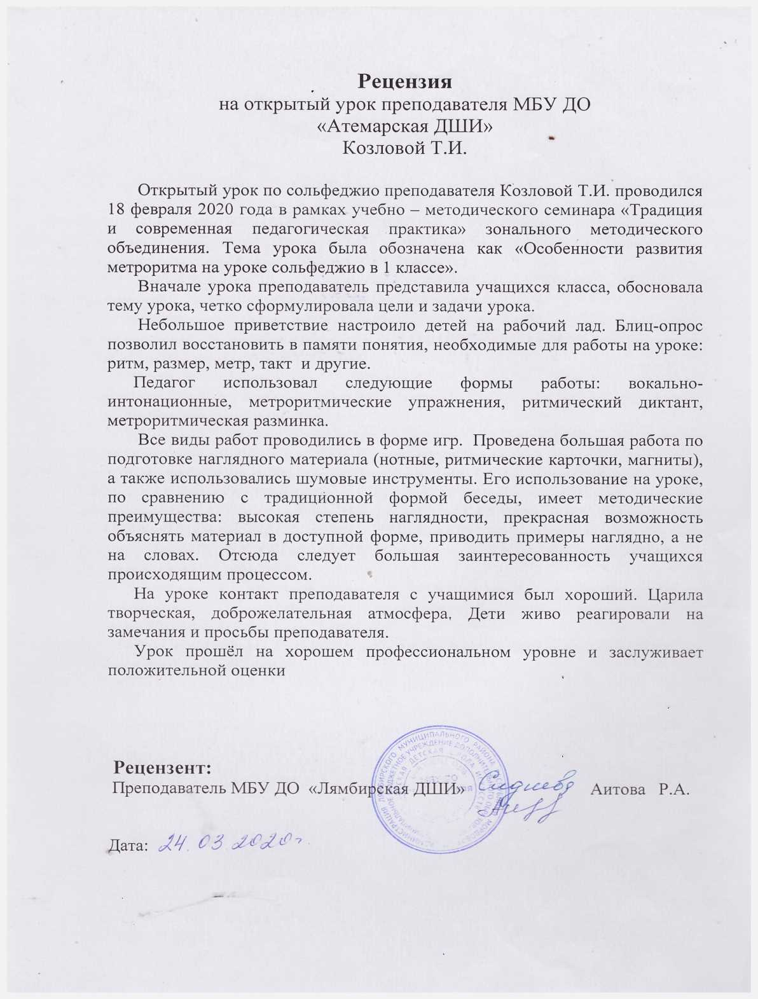 Рецензия
на открытый урок преподавателя МБУ ДО
«Атемарская ДШИ»
Козловой Т.И.
Открытый урок по сольфеджио преподавателя Козловой Т.И. проводился
18 февраля 2020 года в рамках учебно – методического семинара «Традиция
и современная педагогическая практика» зонального методического
объединения. Тема урока была обозначена как «Особенности развития
метроритма на уроке сольфеджио в 1 классе».
Вначале урока преподаватель представила учащихся класса, обосновала
тему урока, четко сформулировала цели и задачи урока.
Небольшое приветствие настроило детей на рабочий лад. Блиц-опрос
позволил восстановить в памяти понятия, необходимые для работы на уроке:
ритм, размер, метр, такт и другие.
Педагог использовал следующие формы работы: вокально-
интонационные, метроритмические упражнения, ритмический диктант,
метроритмическая разминка.
Все виды работ проводились в форме игр. Проведена большая работа по
подготовке наглядного материала (нотные, ритмические карточки, магниты),
а также использовались шумовые инструменты. Его использование на уроке,
по сравнению с традиционной формой беседы, имеет методические
преимущества: высокая степень наглядности, прекрасная возможность
объяснять материал в доступной форме, приводить примеры наглядно, а не
на словах. Отсюда следует большая заинтересованность учащихся
происходящим процессом.
На уроке контакт преподавателя с учащимися был хороший. Царила
творческая, доброжелательная атмосфера. Дети живо реагировали на
замечания и просьбы преподавателя.
Урок прошёл на хорошем профессиональном уровне и заслуживает
положительной оценки
Рецензент:
Преподаватель МБУ ДО «Лямбирская ДШИ» Аитова Р.А.
АДМИНИСТРАЦИЯ ЛЯМБИРСКОГО МУНИЦИПАЛЬНОГО РАЙОНА
БЮДЖЕТНОЕ УЧРЕЖДЕНИЕ
ДЕТСКАЯ ШКОЛА
Дата: 24.03.2020г.